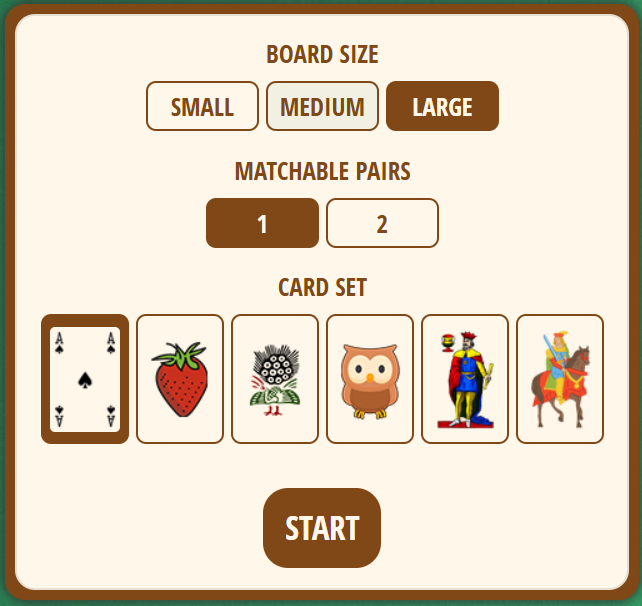 BOARD SIZE
SMALL MEDIUM LARGE
MATCHABLE PAIRS
1 2
CARD SET
A A
A A
START